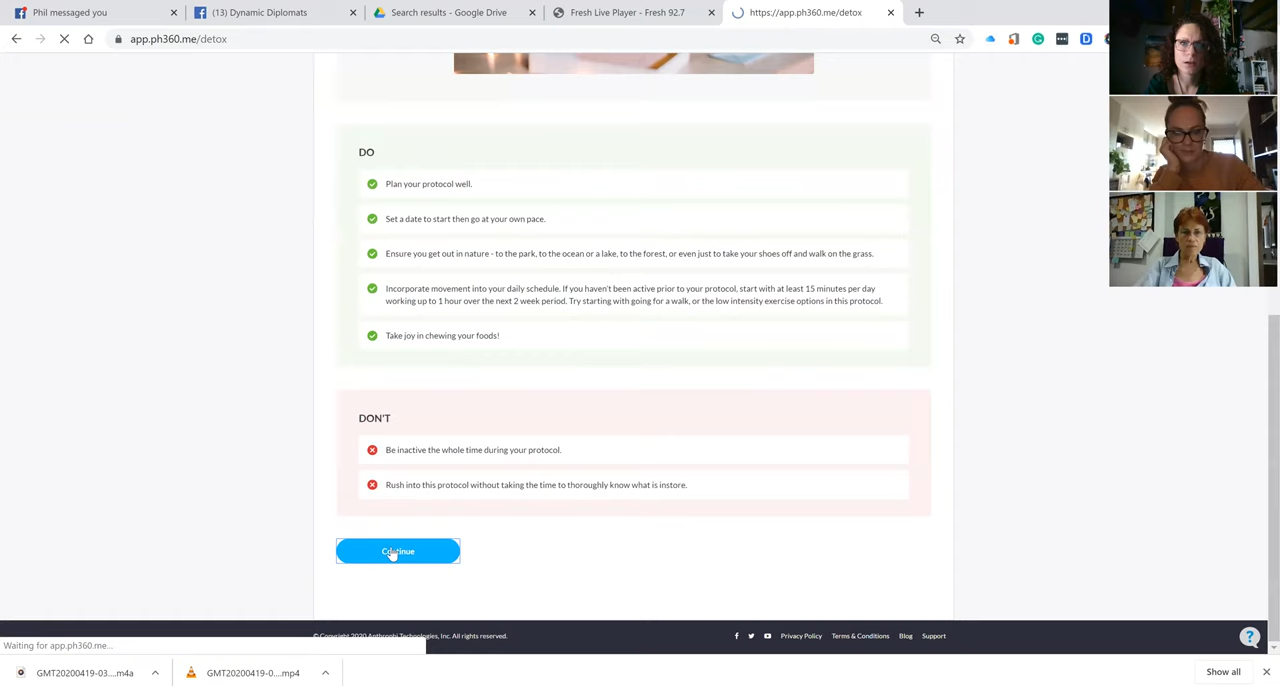 Phil messaged you
(13) Dynamic Diplomats
Search results - Google Drive
Fresh Live Player - Fresh 92.7
https://app.ph360.me/detox
app.ph360.me/detox
DO
Plan your protocol well.
Set a date to start then go at your own pace.
Ensure you get out in nature - to the park, to the ocean or a lake, to the forest, or even just to take your shoes off and walk on the grass.
Incorporate movement into your daily schedule. If you haven't been active prior to your protocol, start with at least 15 minutes per day
working up to 1 hour over the next 2 week period. Try starting with going for a walk, or the low intensity exercise options in this protocol.
Take joy in chewing your foods!
DON'T
Be inactive the whole time during your protocol.
Rush into this protocol without taking the time to thoroughly know what is instore.
Continue
© Copyright 2020 Anthrophi Technologies, Inc. All rights reserved.
Privacy Policy
Terms & Conditions
Blog
Support
Waiting for app.ph360.me...
GMT20200419-03....m4a
GMT20200419-0....mp4
Show all